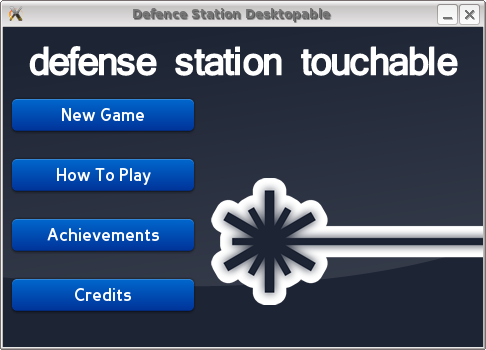 Defence Station Desktopable
defense station touchable
New Game
How To Play
Achievements
Credits